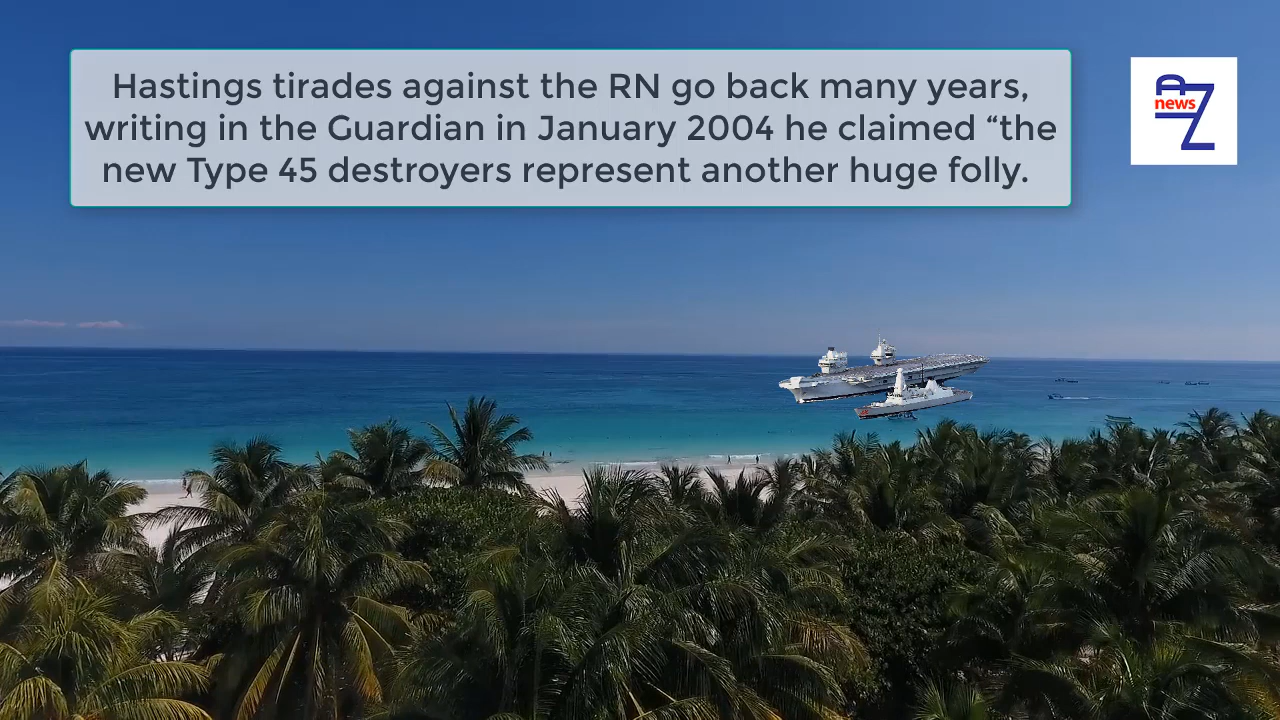 Hastings tirades against the RN go back many years,
writing in the Guardian in January 2004 he claimed “the
new Type 45 destroyers represent another huge folly.
A
news
Z